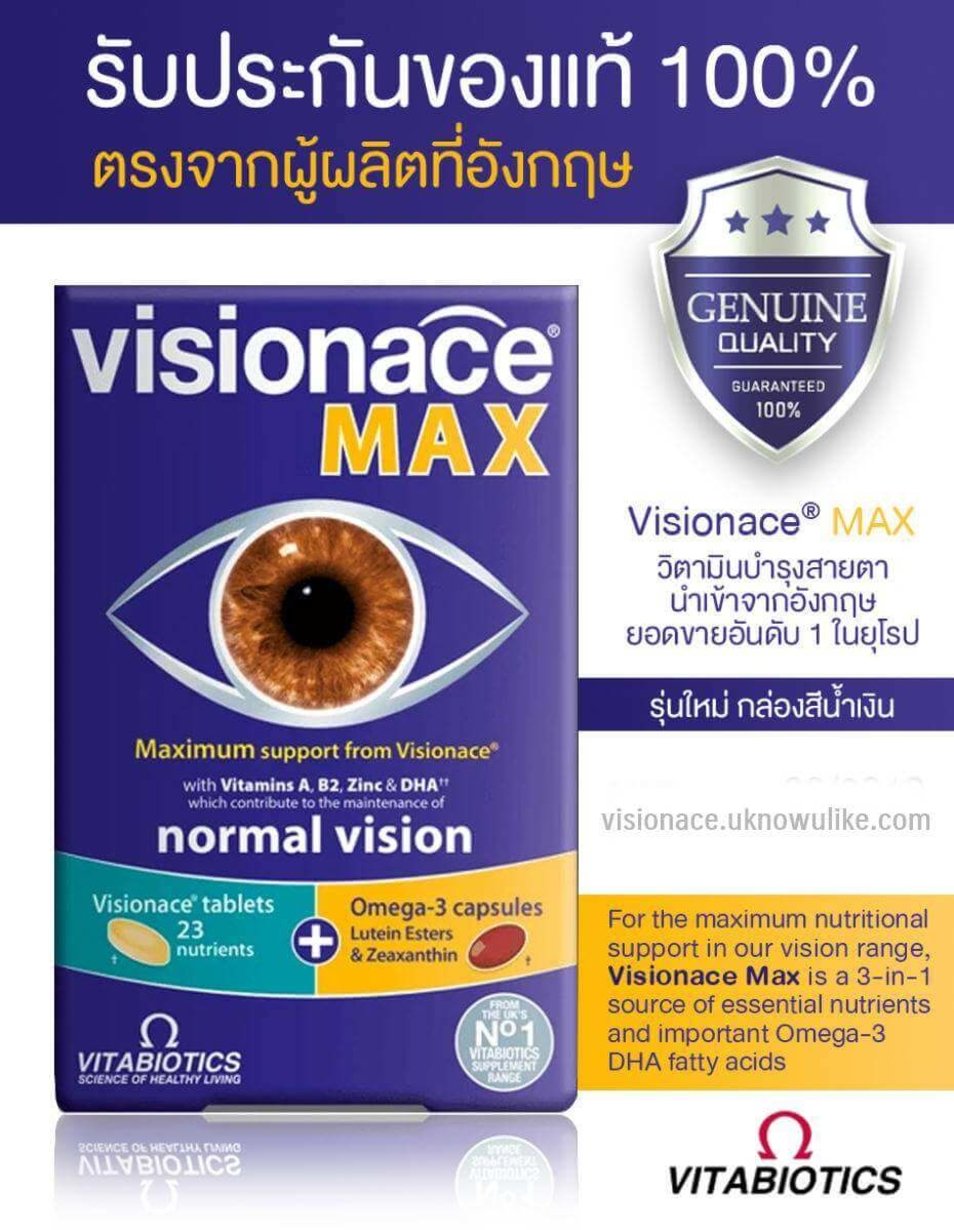 รับประกันของแท้ 100%
ตรงจากผู้ผลิตที่อังกฤษ
GENUINE
QUALITY
GUARANTEED
100%
visionace®
MAX
Maximum support from Visionace®
with Vitamins A, B2, Zinc & DHA††
which contribute to the maintenance of
normal vision
Visionace® tablets
23
nutrients
†
+
Omega-3 capsules
Lutein Esters
& Zeaxanthin
†
VITABIOTICS
SCIENCE OF HEALTHY LIVING
FROM
THE UK'S
Nº1
VITABIOTICS
SUPPLEMENT
RANGE
Visionace® MAX
วิตามินบำรุงสายตา
นำเข้าจากอังกฤษ
ยอดขายอันดับ 1 ในยุโรป
รุ่นใหม่ กล่องสีน้ำเงิน
visionace.uknowulike.com
For the maximum nutritional
support in our vision range,
Visionace Max is a 3-in-1
source of essential nutrients
and important Omega-3
DHA fatty acids
VITABIOTICS